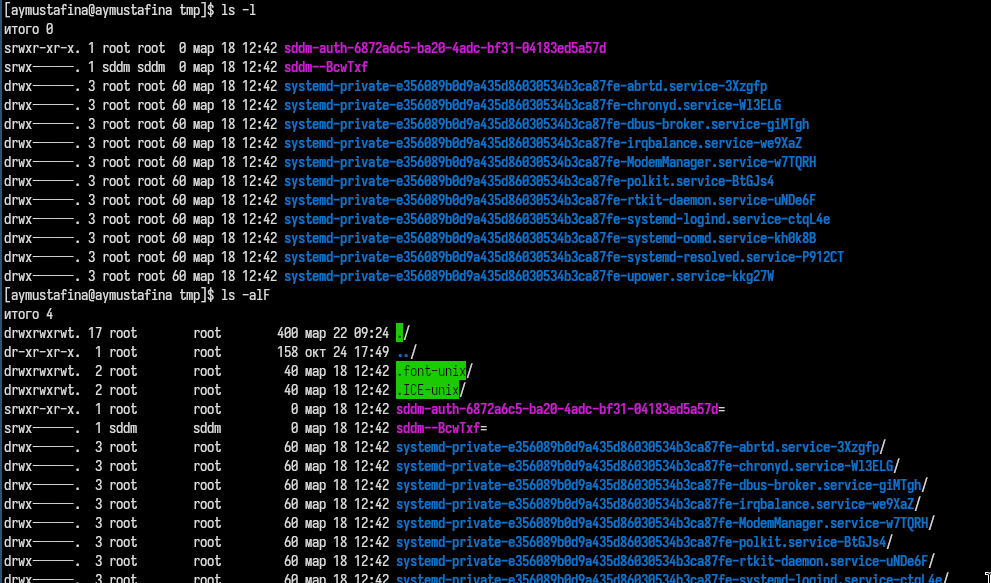 [aymustafina@aymustafina tmp]$ ls -l
итого 0
srwxr-xr-x. 1 root root  0 мар 18 12:42 sddm-auth-6872a6c5-ba20-4adc-bf31-04183ed5a57d
srwx------. 1 sddm sddm  0 мар 18 12:42 sddm--BcwTxf
drwx------. 3 root root 60 мар 18 12:42 systemd-private-e356089b0d9a435d86030534b3ca87fe-abrtd.service-3Xzgfp
drwx------. 3 root root 60 мар 18 12:42 systemd-private-e356089b0d9a435d86030534b3ca87fe-chronyd.service-Wl3ELG
drwx------. 3 root root 60 мар 18 12:42 systemd-private-e356089b0d9a435d86030534b3ca87fe-dbus-broker.service-giMTgh
drwx------. 3 root root 60 мар 18 12:42 systemd-private-e356089b0d9a435d86030534b3ca87fe-irqbalance.service-we9XaZ
drwx------. 3 root root 60 мар 18 12:42 systemd-private-e356089b0d9a435d86030534b3ca87fe-ModemManager.service-w7TQRH
drwx------. 3 root root 60 мар 18 12:42 systemd-private-e356089b0d9a435d86030534b3ca87fe-polkit.service-BtGJs4
drwx------. 3 root root 60 мар 18 12:42 systemd-private-e356089b0d9a435d86030534b3ca87fe-rtkit-daemon.service-uNDe6F
drwx------. 3 root root 60 мар 18 12:42 systemd-private-e356089b0d9a435d86030534b3ca87fe-systemd-logind.service-ctqL4e
drwx------. 3 root root 60 мар 18 12:42 systemd-private-e356089b0d9a435d86030534b3ca87fe-systemd-oomd.service-kh0k8B
drwx------. 3 root root 60 мар 18 12:42 systemd-private-e356089b0d9a435d86030534b3ca87fe-systemd-resolved.service-P912CT
drwx------. 3 root root 60 мар 18 12:42 systemd-private-e356089b0d9a435d86030534b3ca87fe-upower.service-kkg27W
[aymustafina@aymustafina tmp]$ ls -alF
итого 4
drwxrwxrwt. 17 root        root        400 мар 22 09:24 ./
dr-xr-xr-x.  1 root        root        158 окт 24 17:49 ../
drwxrwxrwt.  2 root        root         40 мар 18 12:42 .font-unix/
drwxrwxrwt.  2 root        root         40 мар 18 12:42 .ICE-unix/
srwxr-xr-x.  1 root        root          0 мар 18 12:42 sddm-auth-6872a6c5-ba20-4adc-bf31-04183ed5a57d=
srwx------.  1 sddm        sddm          0 мар 18 12:42 sddm--BcwTxf=
drwx------.  3 root        root         60 мар 18 12:42 systemd-private-e356089b0d9a435d86030534b3ca87fe-abrtd.service-3Xzgfp/
drwx------.  3 root        root         60 мар 18 12:42 systemd-private-e356089b0d9a435d86030534b3ca87fe-chronyd.service-Wl3ELG/
drwx------.  3 root        root         60 мар 18 12:42 systemd-private-e356089b0d9a435d86030534b3ca87fe-dbus-broker.service-giMTgh/
drwx------.  3 root        root         60 мар 18 12:42 systemd-private-e356089b0d9a435d86030534b3ca87fe-irqbalance.service-we9XaZ/
drwx------.  3 root        root         60 мар 18 12:42 systemd-private-e356089b0d9a435d86030534b3ca87fe-ModemManager.service-w7TQRH/
drwx------.  3 root        root         60 мар 18 12:42 systemd-private-e356089b0d9a435d86030534b3ca87fe-polkit.service-BtGJs4/
drwx------.  3 root        root         60 мар 18 12:42 systemd-private-e356089b0d9a435d86030534b3ca87fe-rtkit-daemon.service-uNDe6F/
drwx------.  3 root        root         60 мар 18 12:42 systemd-private-e356089b0d9a435d86030534b3ca87fe-systemd-logind.service-ctqL4e/